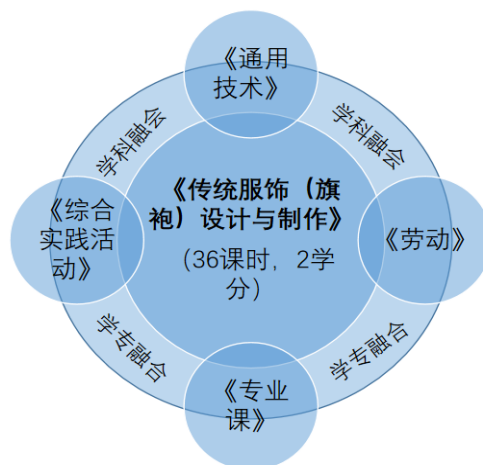 《通用
技术》
学科融会
学科融会
《传统服饰（旗
袍）设计与制作》
（36课时，2学
分）
《综合
实践活
动》
《劳动》
学专融合
学专融合
《专业
课》